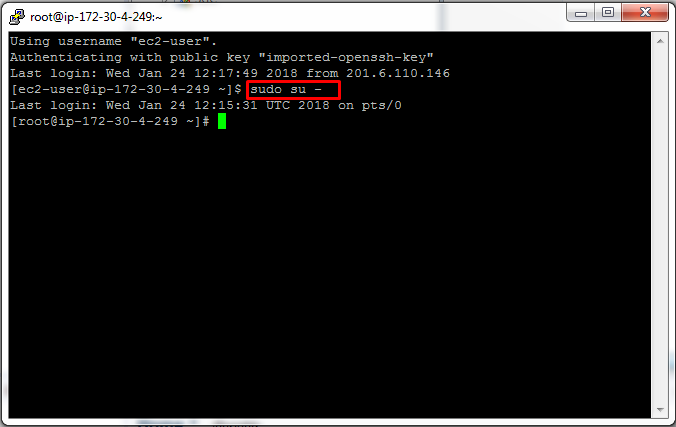 root@ip-172-30-4-249:~
Using username "ec2-user".
Authenticating with public key "imported-openssh-key"
Last login: Wed Jan 24 12:17:49 2018 from 201.6.110.146
[ec2-user@ip-172-30-4-249 ~]$ sudo su -
Last login: Wed Jan 24 12:15:31 UTC 2018 on pts/0
[root@ip-172-30-4-249 ~]#